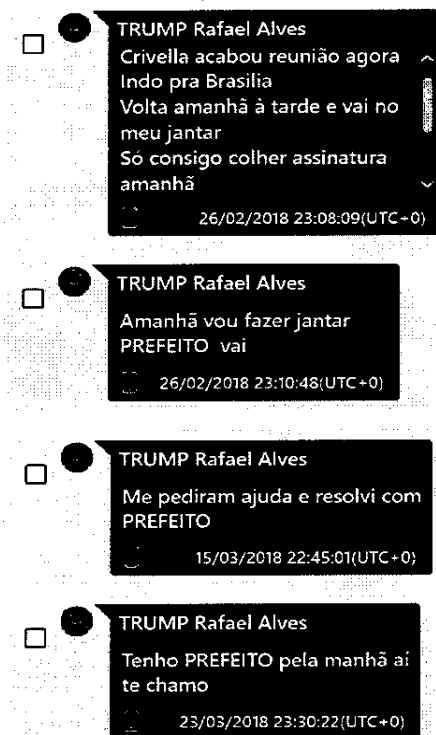 TRUMP Rafael Alves
Crivella acabou reunião agora
Indo pra Brasilia
Volta amanhã à tarde e vai no
meu jantar
Só consigo colher assinatura
amanhã
26/02/2018 23:08:09(UTC+0)
TRUMP Rafael Alves
Amanhã vou fazer jantar
PREFEITO vai
26/02/2018 23:10:48(UTC+0)
TRUMP Rafael Alves
Me pediram ajuda e resolvi com
PREFEITO
15/03/2018 22:45:01(UTC+0)
TRUMP Rafael Alves
Tenho PREFEITO pela manhã aí
te chamo
23/03/2018 23:30:22(UTC+0)